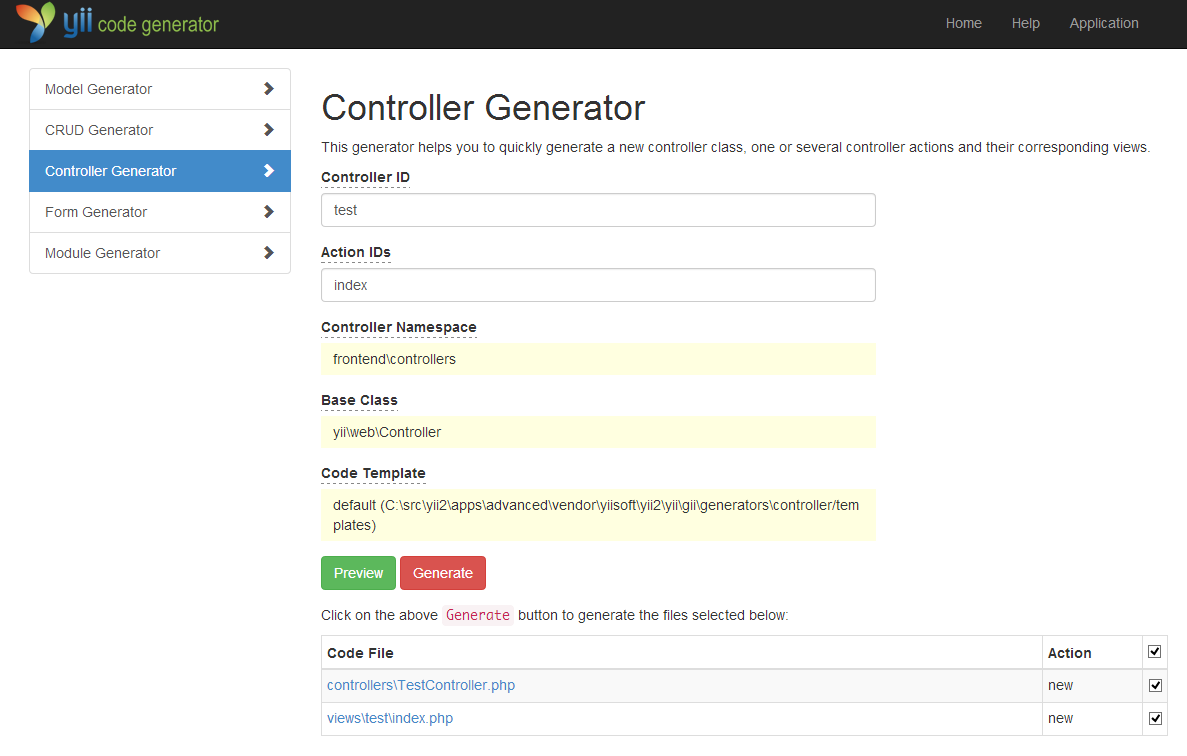 yii code generator
Home Help Application
Model Generator
CRUD Generator
Controller Generator
Form Generator
Module Generator
Controller Generator
This generator helps you to quickly generate a new controller class, one or several controller actions and their corresponding views.
Controller ID
test
Action IDs
index
Controller Namespace
frontend\controllers
Base Class
yii\web\Controller
Code Template
default (C:\src\yii2\apps\advanced\vendor\yiisoft\yii2\yii\gii\generators\controller/tem
plates)
Preview Generate
Click on the above Generate button to generate the files selected below:
Code File Action
controllers\TestController.php new
views\test\index.php new